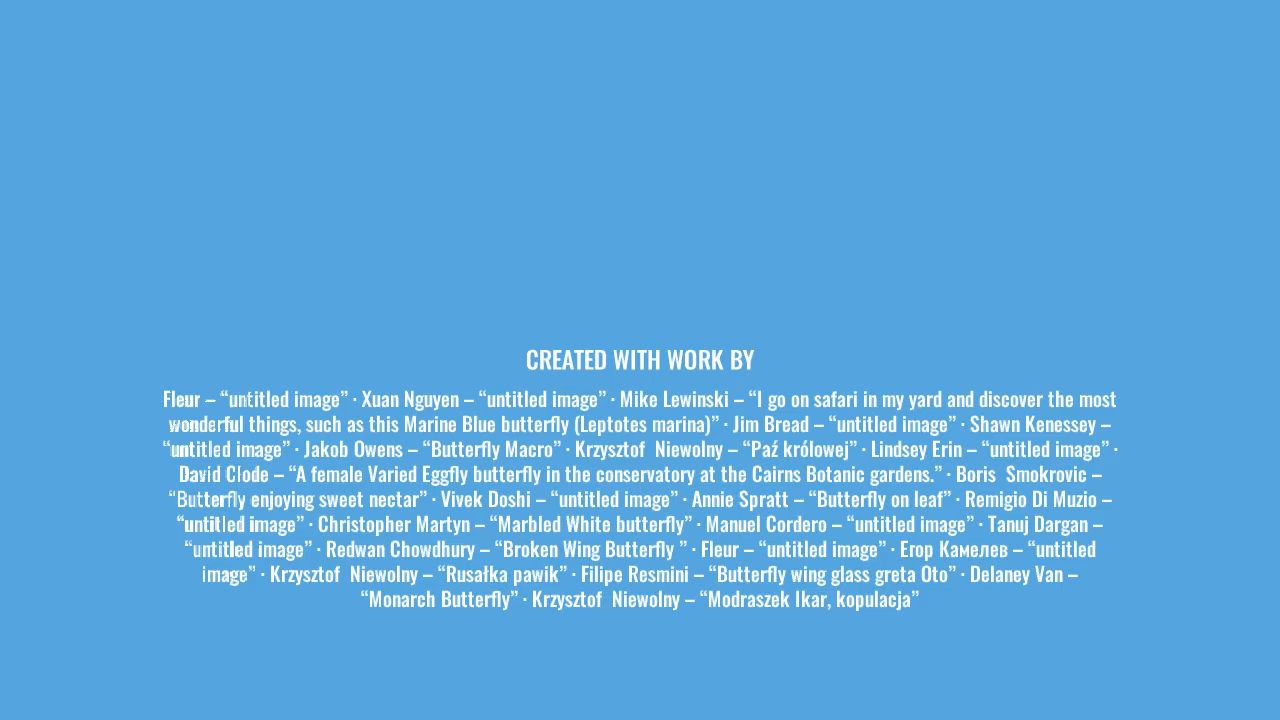 CREATED WITH WORK BY
Fleur – “untitled image” · Xuan Nguyen – “untitled image” · Mike Lewinski – “I go on safari in my yard and discover the most
wonderful things, such as this Marine Blue butterfly (Leptotes marina)” · Jim Bread – “untitled image” · Shawn Kenessey –
“untitled image” · Jakob Owens – “Butterfly Macro” · Krzysztof  Niewolny – “Paź królowej” · Lindsey Erin – “untitled image” ·
David Clode – “A female Varied Eggfly butterfly in the conservatory at the Cairns Botanic gardens.” · Boris  Smokrovic –
“Butterfly enjoying sweet nectar” · Vivek Doshi – “untitled image” · Annie Spratt – “Butterfly on leaf” · Remigio Di Muzio –
“untitled image” · Christopher Martyn – “Marbled White butterfly” · Manuel Cordero – “untitled image” · Tanuj Dargan –
“untitled image” · Redwan Chowdhury – “Broken Wing Butterfly ” · Fleur – “untitled image” · Егор Камелев – “untitled
image” · Krzysztof  Niewolny – “Rusałka pawik” · Filipe Resmini – “Butterfly wing glass greta Oto” · Delaney Van –
“Monarch Butterfly” · Krzysztof  Niewolny – “Modraszek Ikar, kopulacja”